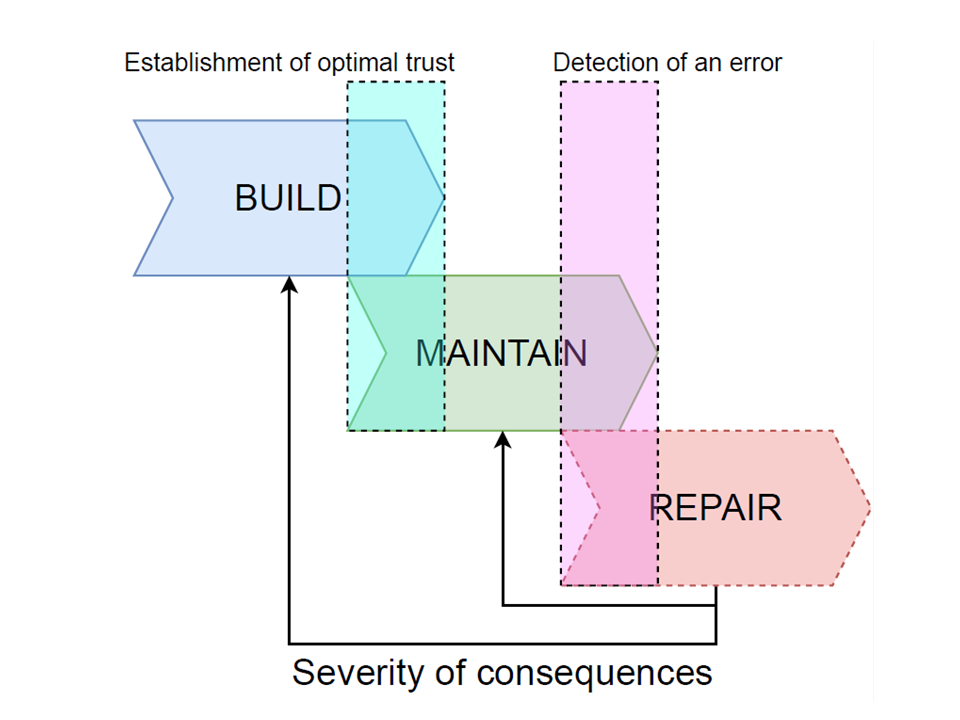 Establishment of optimal trust
Detection of an error
BUILD
MAINTAIN
REPAIR
Severity of consequences